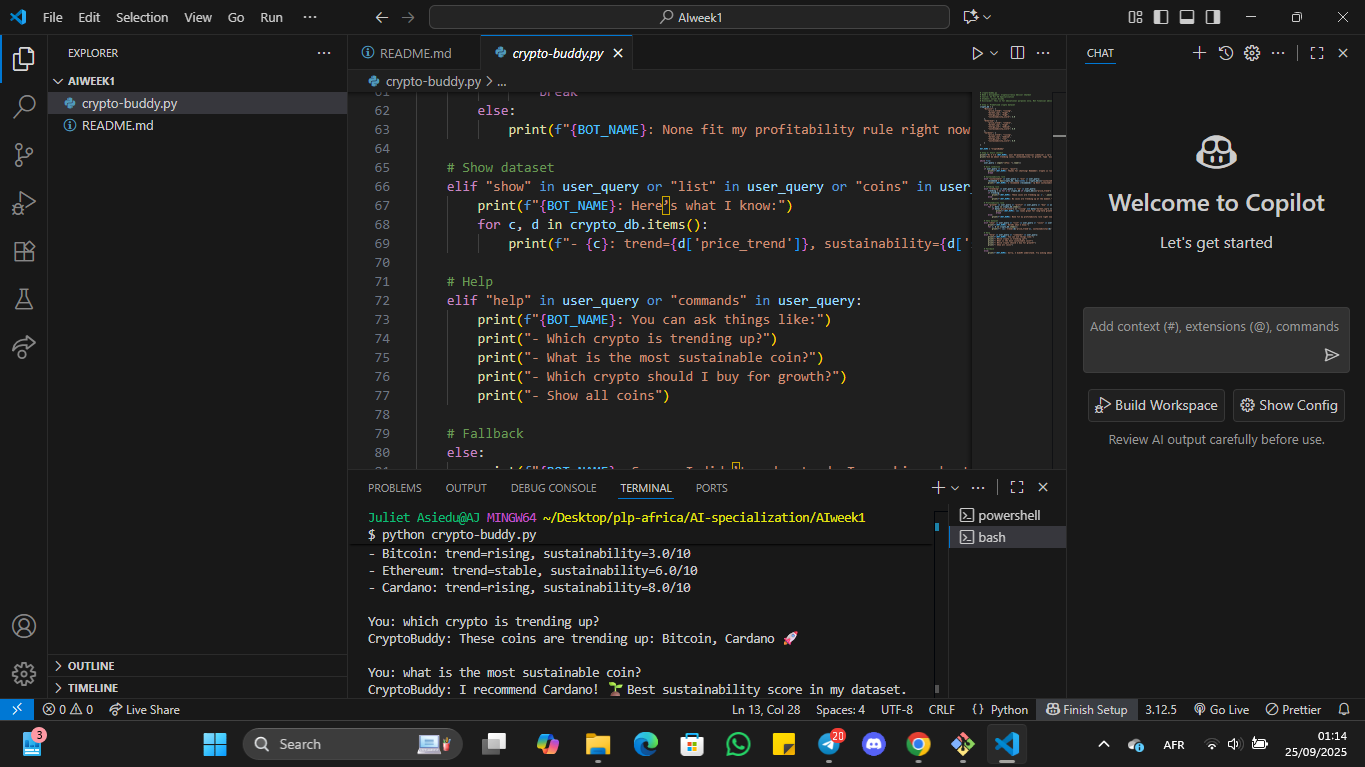 File Edit Selection View Go Run ··· AIweek1
EXPLORER
AIWEEK1
crypto-buddy.py
README.md
OUTLINE
TIMELINE
README.md crypto-buddy.py
crypto-buddy.py > ...
61 break
62 else:
63 print(f"{BOT_NAME}: None fit my profitability rule right now
64
65 # Show dataset
66 elif "show" in user_query or "list" in user_query or "coins" in user_
67 print(f"{BOT_NAME}: Here’s what I know:")
68 for c, d in crypto_db.items():
69 print(f"- {c}: trend={d['price_trend']}, sustainability={d['
70
71 # Help
72 elif "help" in user_query or "commands" in user_query:
73 print(f"{BOT_NAME}: You can ask things like:")
74 print("- Which crypto is trending up?")
75 print("- What is the most sustainable coin?")
76 print("- Which crypto should I buy for growth?")
77 print("- Show all coins")
78
79 # Fallback
80 else:
PROBLEMS OUTPUT DEBUG CONSOLE TERMINAL PORTS
Juliet Asiedu@AJ MINGW64 ~/Desktop/plp-africa/AI-specialization/AIweek1
$ python crypto-buddy.py
- Bitcoin: trend=rising, sustainability=3.0/10
- Ethereum: trend=stable, sustainability=6.0/10
- Cardano: trend=rising, sustainability=8.0/10
You: which crypto is trending up?
CryptoBuddy: These coins are trending up: Bitcoin, Cardano 🚀
You: what is the most sustainable coin?
CryptoBuddy: I recommend Cardano! 🌱 Best sustainability score in my dataset.
powershell
bash
CHAT
Welcome to Copilot
Let's get started
Add context (#), extensions (@), commands
Build Workspace Show Config
Review AI output carefully before use.
0 0 Live Share Ln 13, Col 28 Spaces: 4 UTF-8 CRLF {} Python Finish Setup 3.12.5 Go Live Prettier
3 Search 20 AFR 01:14
25/09/2025